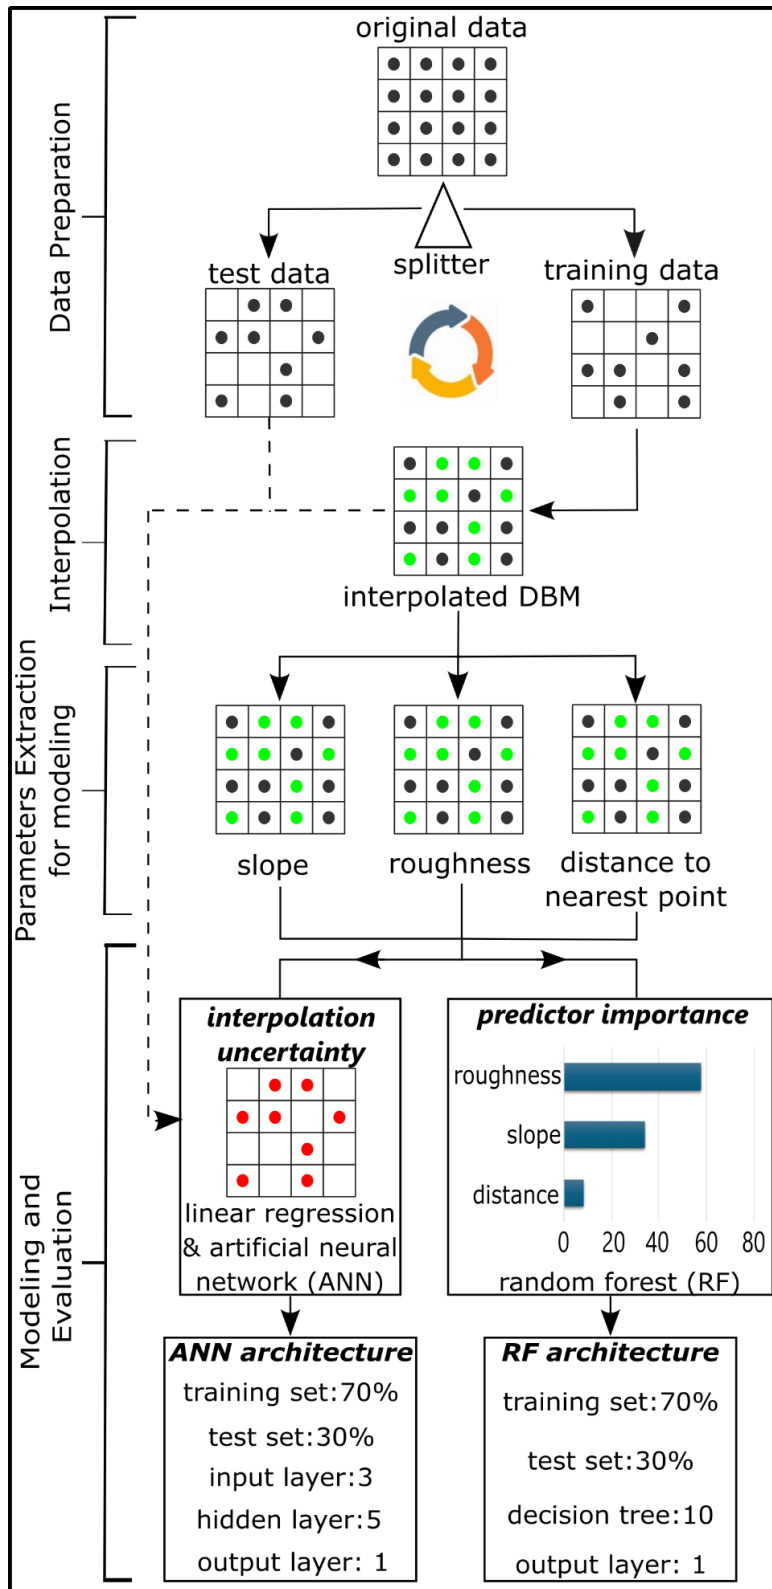 original data
Data Preparation
splitter
test data
training data
Interpolation
interpolated DBM
Parameters Extraction
for modeling
slope
roughness
distance to
nearest point
Modeling and
Evaluation
interpolation
uncertainty
linear regression
& artificial neural
network (ANN)
predictor importance
roughness
slope
distance
0 20 40 60 80
random forest (RF)
ANN architecture
training set:70%
test set:30%
input layer:3
hidden layer:5
output layer: 1
RF architecture
training set:70%
test set:30%
decision tree:10
output layer: 1